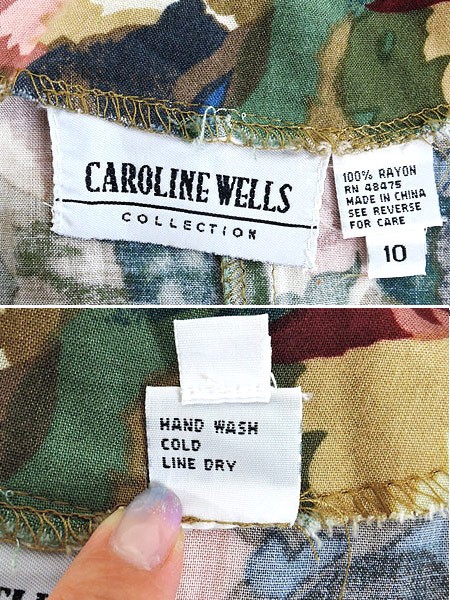 CAROLINE WELLS
COLLECTION
100% RAYON
RN 48475
MADE IN CHINA
SEE REVERSE
FOR CARE
10
HAND WASH
COLD
LINE DRY